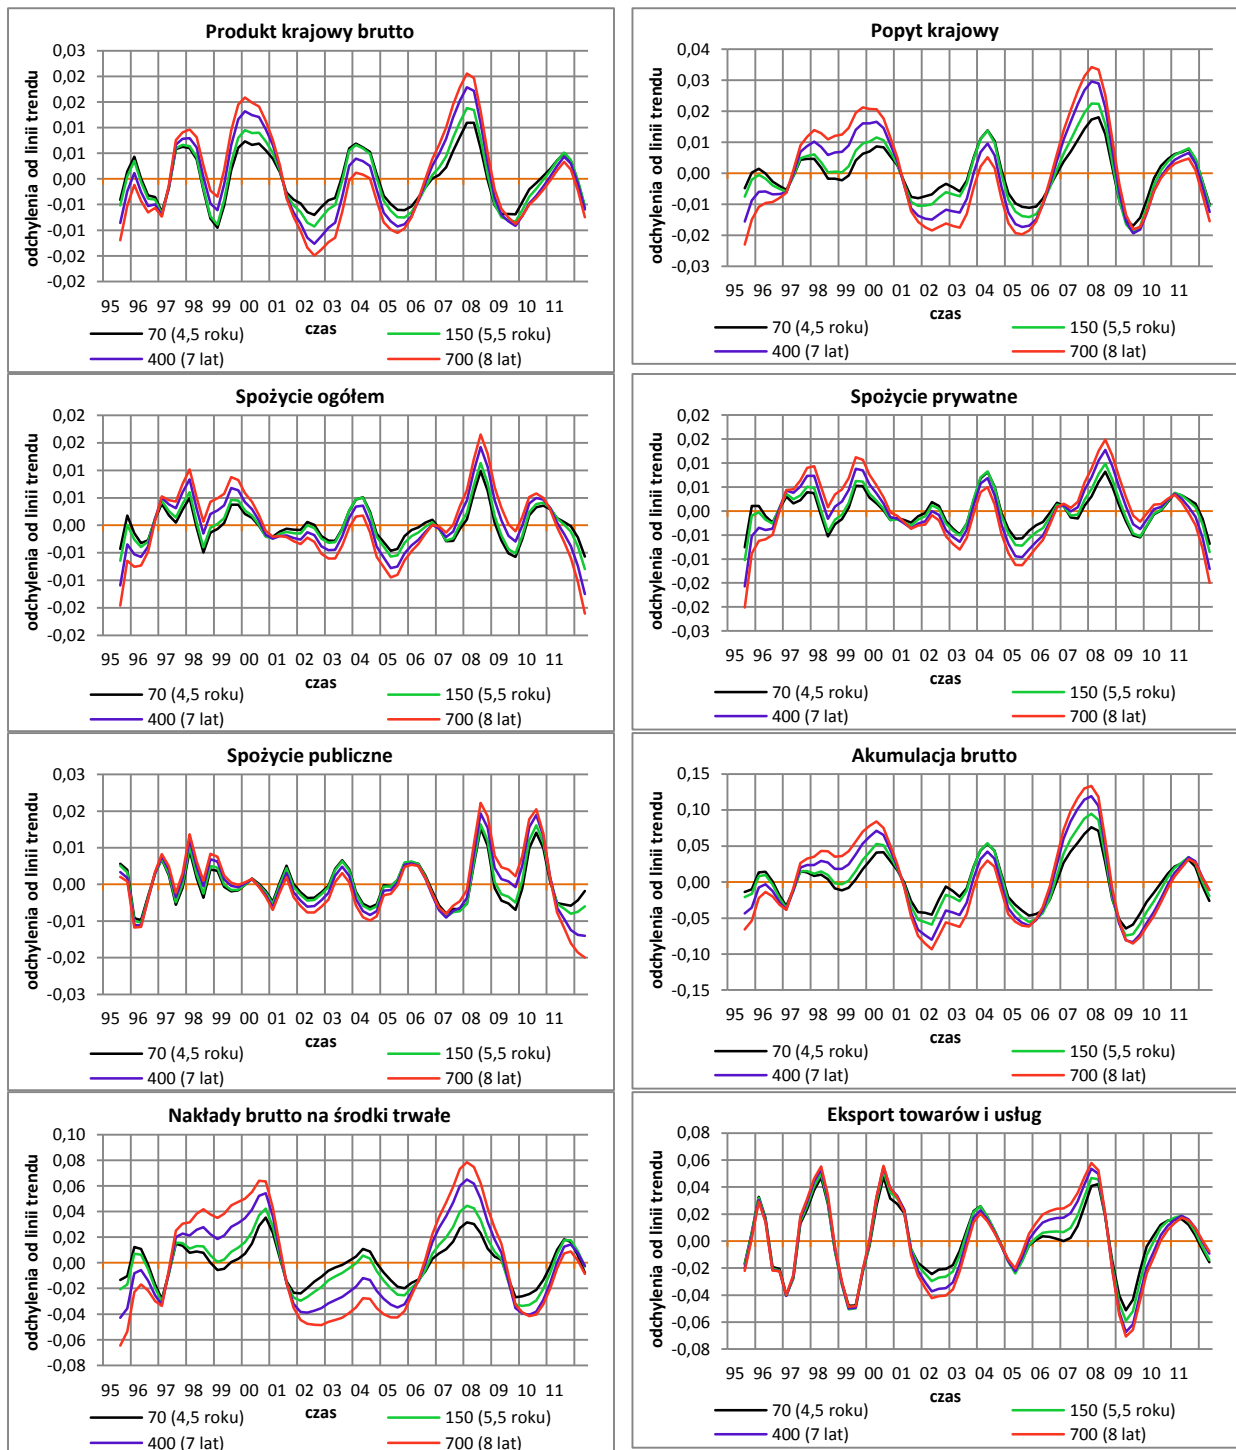 Produkt krajowy brutto
odchylenia od linii trendu
0,03
0,02
0,02
0,01
0,01
0,00
-0,01
-0,01
-0,02
-0,02
95 96 97 98 99 00 01 02 03 04 05 06 07 08 09 10 11
czas
70 (4,5 roku) 150 (5,5 roku)
400 (7 lat) 700 (8 lat)
Popyt krajowy
odchylenia od linii trendu
0,04
0,03
0,02
0,01
0,00
-0,01
-0,02
-0,03
95 96 97 98 99 00 01 02 03 04 05 06 07 08 09 10 11
czas
70 (4,5 roku) 150 (5,5 roku)
400 (7 lat) 700 (8 lat)
Spożycie ogółem
odchylenia od linii trendu
0,02
0,02
0,01
0,01
0,00
-0,01
-0,01
-0,02
-0,02
95 96 97 98 99 00 01 02 03 04 05 06 07 08 09 10 11
czas
70 (4,5 roku) 150 (5,5 roku)
400 (7 lat) 700 (8 lat)
Spożycie prywatne
odchylenia od linii trendu
0,02
0,02
0,01
0,01
0,00
-0,01
-0,01
-0,02
-0,02
-0,03
95 96 97 98 99 00 01 02 03 04 05 06 07 08 09 10 11
czas
70 (4,5 roku) 150 (5,5 roku)
400 (7 lat) 700 (8 lat)
Spożycie publiczne
odchylenia od linii trendu
0,03
0,02
0,01
0,00
-0,01
-0,02
-0,03
95 96 97 98 99 00 01 02 03 04 05 06 07 08 09 10 11
czas
70 (4,5 roku) 150 (5,5 roku)
400 (7 lat) 700 (8 lat)
Akumulacja brutto
odchylenia od linii trendu
0,15
0,10
0,05
0,00
-0,05
-0,10
-0,15
95 96 97 98 99 00 01 02 03 04 05 06 07 08 09 10 11
czas
70 (4,5 roku) 150 (5,5 roku)
400 (7 lat) 700 (8 lat)
Nakłady brutto na środki trwałe
odchylenia od linii trendu
0,10
0,08
0,06
0,04
0,02
0,00
-0,02
-0,04
-0,06
-0,08
95 96 97 98 99 00 01 02 03 04 05 06 07 08 09 10 11
czas
70 (4,5 roku) 150 (5,5 roku)
400 (7 lat) 700 (8 lat)
Eksport towarów i usług
odchylenia od linii trendu
0,08
0,06
0,04
0,02
0,00
-0,02
-0,04
-0,06
-0,08
95 96 97 98 99 00 01 02 03 04 05 06 07 08 09 10 11
czas
70 (4,5 roku) 150 (5,5 roku)
400 (7 lat) 700 (8 lat)